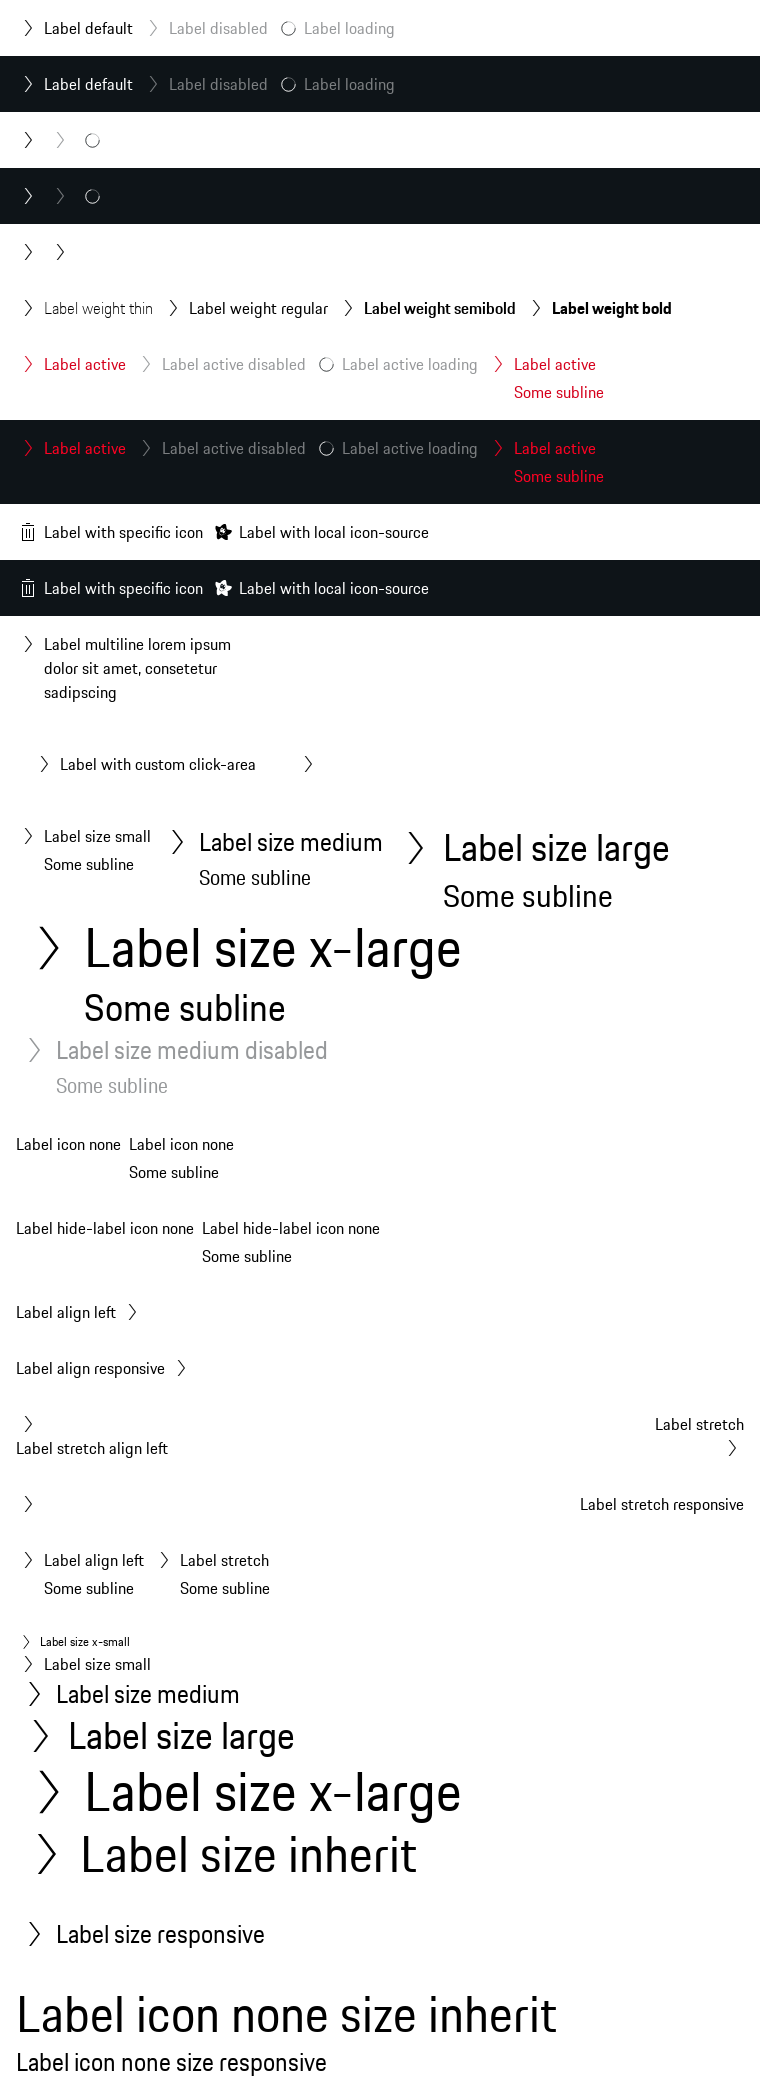 Label default Label disabled Label loading
Label default Label disabled Label loading
Label weight thin Label weight regular Label weight semibold Label weight bold
Label active Label active disabled Label active loading Label active
Some subline
Label active Label active disabled Label active loading Label active
Some subline
Label with specific icon Label with local icon-source
Label with specific icon Label with local icon-source
Label multiline lorem ipsum
dolor sit amet, consetetur
sadipscing
Label with custom click-area
Label size small Label size medium Label size large
Some subline Some subline Some subline
Label size x-large
Some subline
Label size medium disabled
Some subline
Label icon none Label icon none
Some subline
Label hide-label icon none Label hide-label icon none
Some subline
Label align left
Label align responsive
Label stretch
Label stretch align left
Label stretch responsive
Label align left Label stretch
Some subline Some subline
Label size x-small
Label size small
Label size medium
Label size large
Label size x-large
Label size inherit
Label size responsive
Label icon none size inherit
Label icon none size responsive